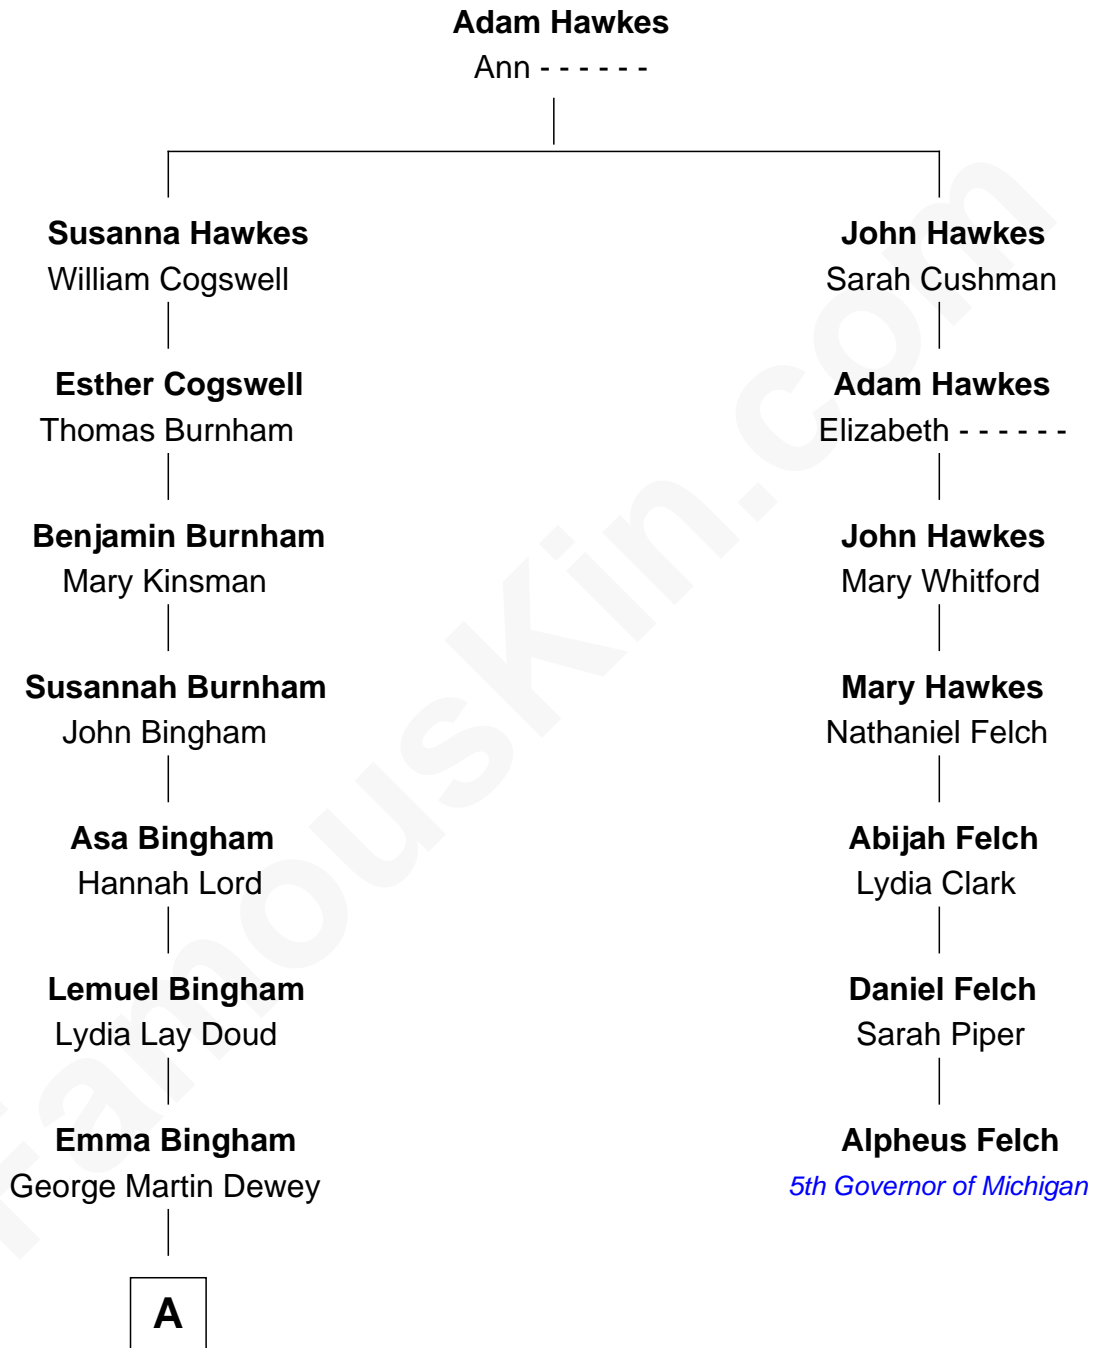 Adam Hawkes
Ann - - - - - -
Susanna Hawkes
William Cogswell
John Hawkes
Sarah Cushman
Esther Cogswell
Thomas Burnham
Adam Hawkes
Elizabeth - - - - - -
Benjamin Burnham
Mary Kinsman
John Hawkes
Mary Whitford
Susannah Burnham
John Bingham
Mary Hawkes
Nathaniel Felch
Asa Bingham
Hannah Lord
Abijah Felch
Lydia Clark
Lemuel Bingham
Lydia Lay Doud
Daniel Felch
Sarah Piper
Emma Bingham
George Martin Dewey
Alpheus Felch
5th Governor of Michigan
A
FamousKin.com